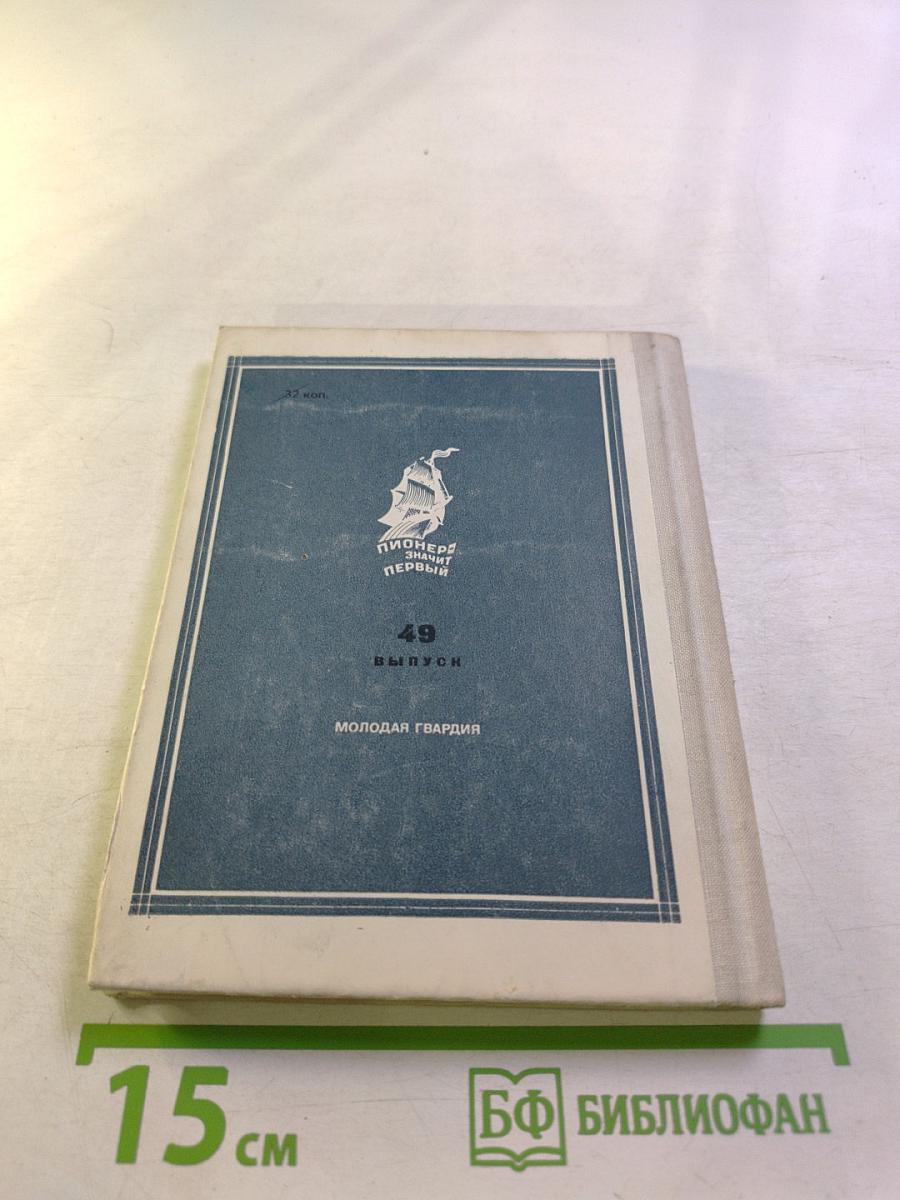 32 коп.
ПИОНЕР–
ЗНАЧИТ
ПЕРВЫЙ
49
ВЫПУСК
МОЛОДАЯ ГВАРДИЯ
15 см
БФ БИБЛИОФАН